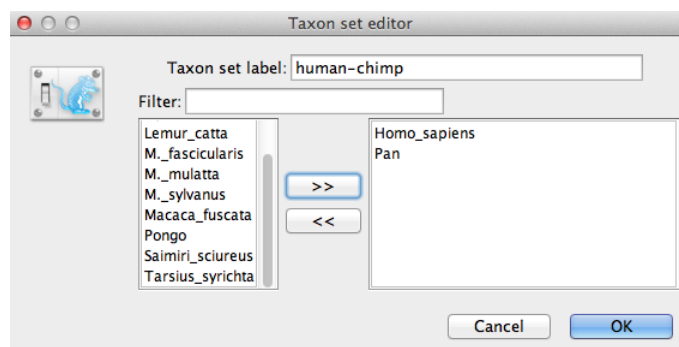 Taxon set editor
Taxon set label: human-chimp
Filter:
Lemur_catta
M._fascicularis
M._mulatta
M._sylvanus
Macaca_fuscata
Pongo
Saimiri_sciureus
Tarsius_syrichta
>>
<<
Homo_sapiens
Pan
Cancel
OK